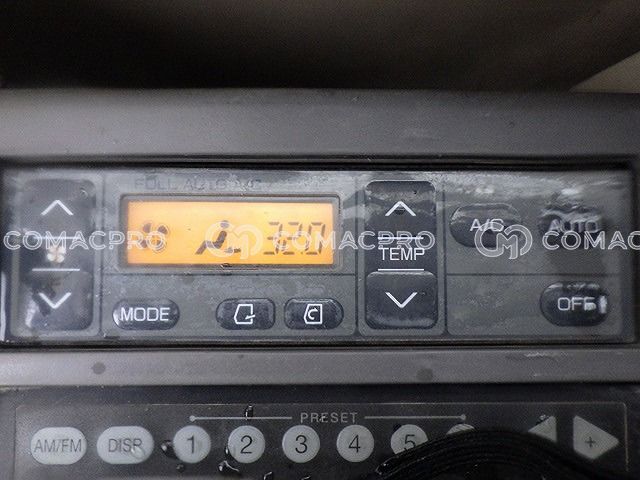 FULL AUTO A/C
32.0
TEMP
A/C
AUTO
COMACPRO COMACPRO COMAC
MODE
OFF
PRESET
AM/FM DISP 1 2 3 4 5 +